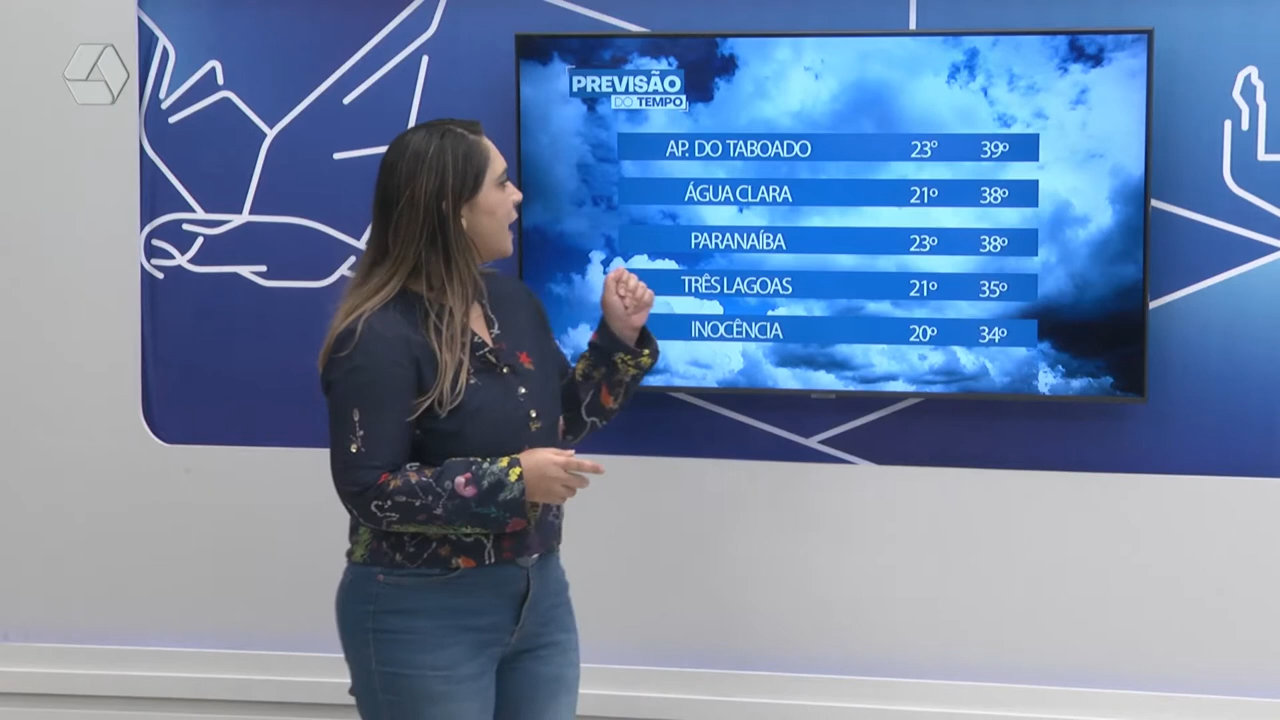 PREVISÃO
DO TEMPO
AP. DO TABOADO 23° 39º
ÁGUA CLARA 21º 38º
PARANAÍBA 23º 38º
TRÊS LAGOAS 21º 35º
INOCÊNCIA 20º 34º